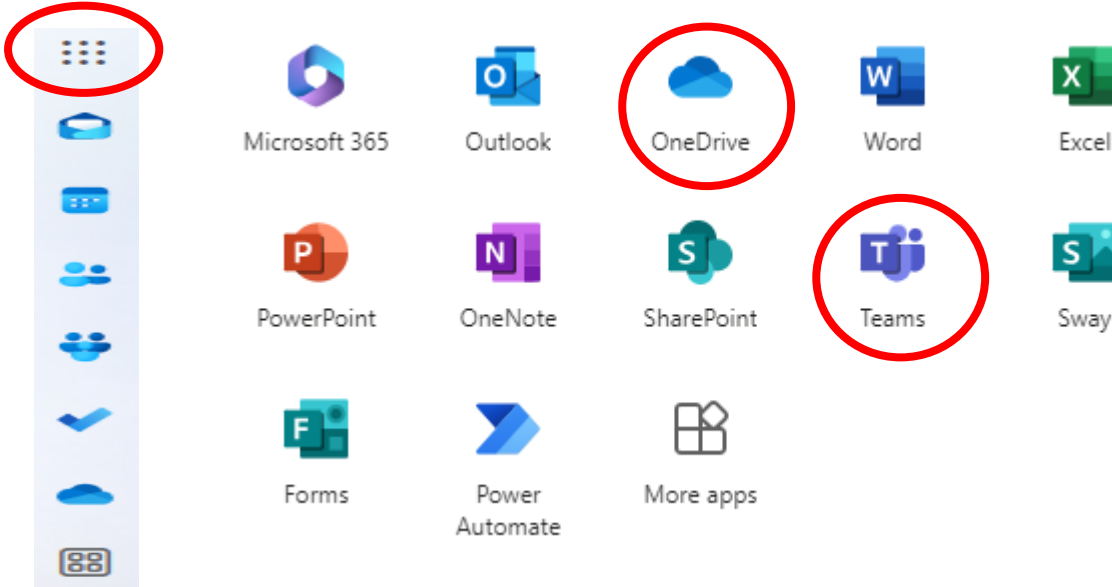 Microsoft 365
Outlook
OneDrive
Word
Excel
PowerPoint
OneNote
SharePoint
Teams
Sway
Forms
Power
Automate
More apps